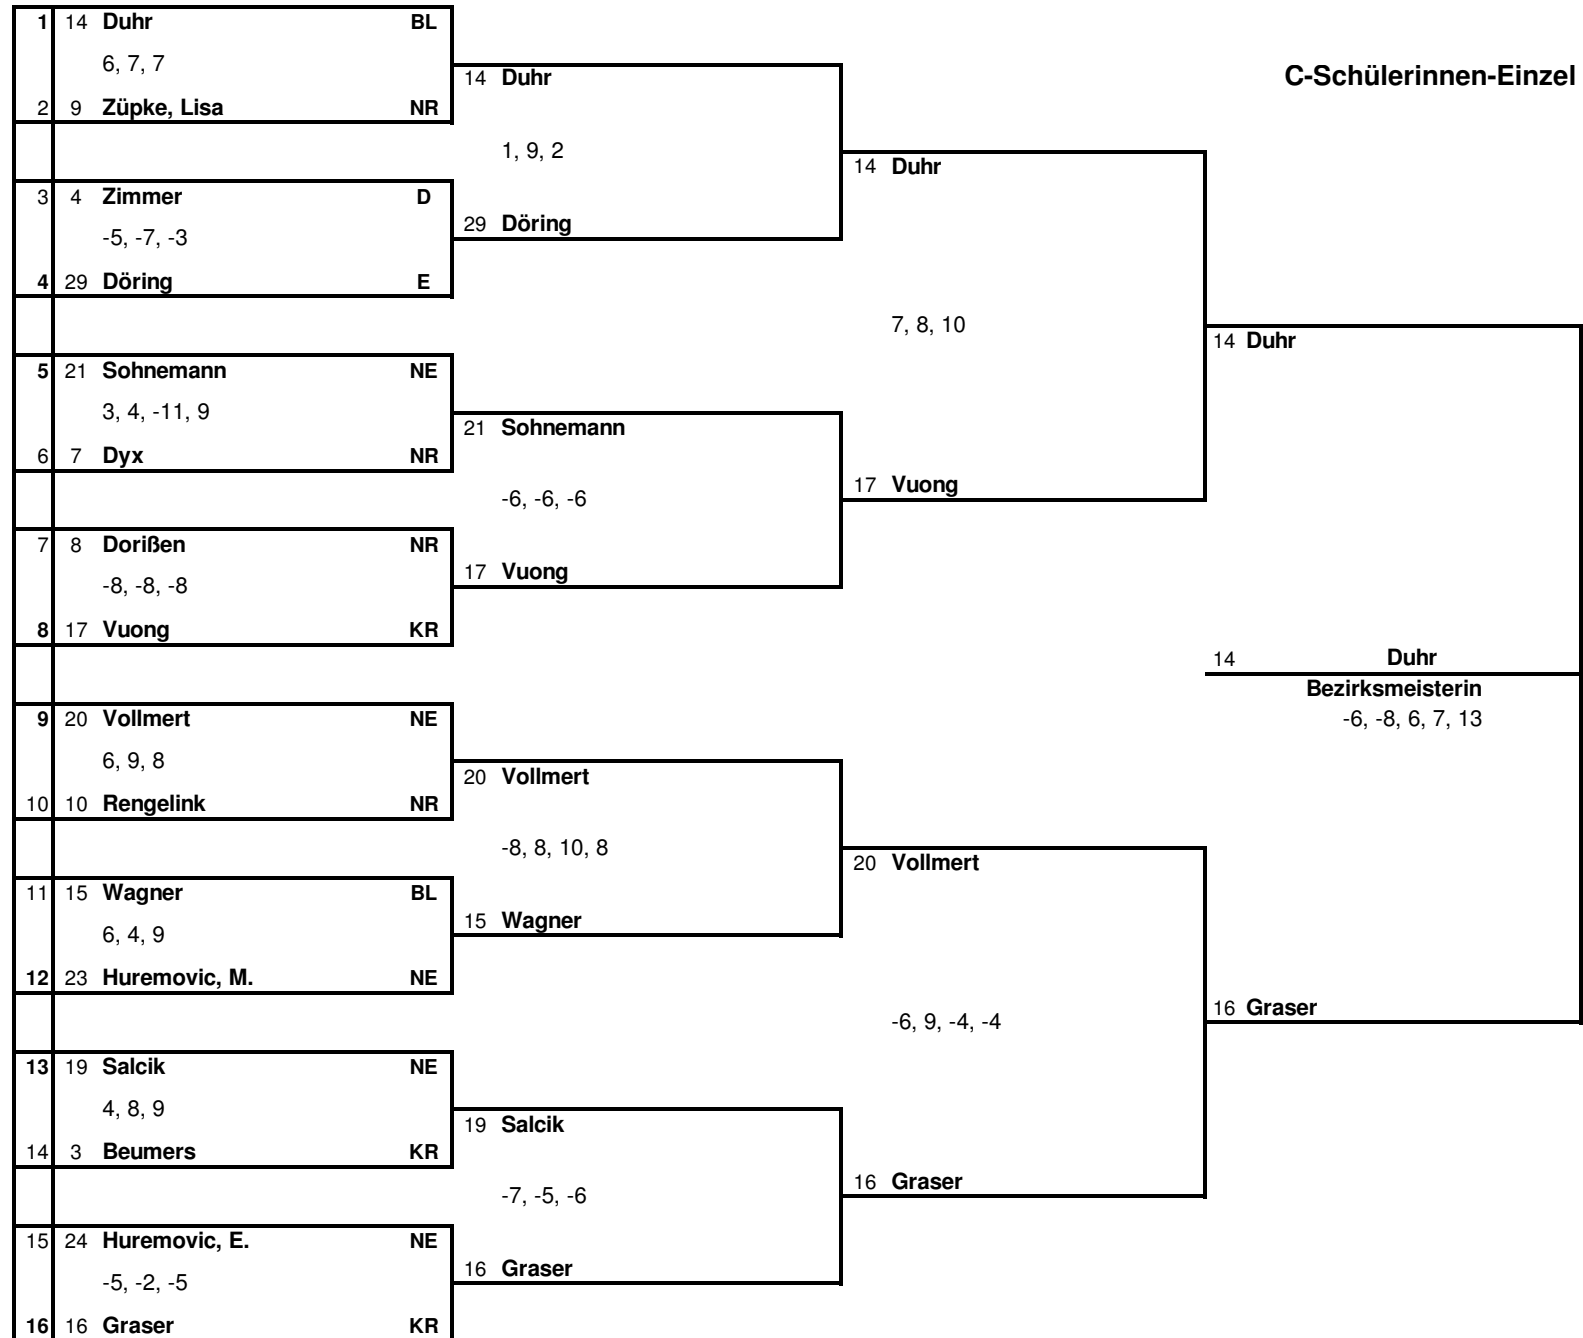 C-Schülerinnen-Einzel
1 14 Duhr BL
6, 7, 7
2 9 Züpke, Lisa NR
3 4 Zimmer D
-5, -7, -3
4 29 Döring E
5 21 Sohnemann NE
3, 4, -11, 9
6 7 Dyx NR
7 8 Dorißen NR
-8, -8, -8
8 17 Vuong KR
9 20 Vollmert NE
6, 9, 8
10 10 Rengelink NR
11 15 Wagner BL
6, 4, 9
12 23 Huremovic, M. NE
13 19 Salcik NE
4, 8, 9
14 3 Beumers KR
15 24 Huremovic, E. NE
-5, -2, -5
16 16 Graser KR
14 Duhr
1, 9, 2
29 Döring
21 Sohnemann
-6, -6, -6
17 Vuong
20 Vollmert
-8, 8, 10, 8
15 Wagner
19 Salcik
-7, -5, -6
16 Graser
14 Duhr
7, 8, 10
17 Vuong
20 Vollmert
-6, 9, -4, -4
16 Graser
14 Duhr
16 Graser
14 Duhr
Bezirksmeisterin
-6, -8, 6, 7, 13